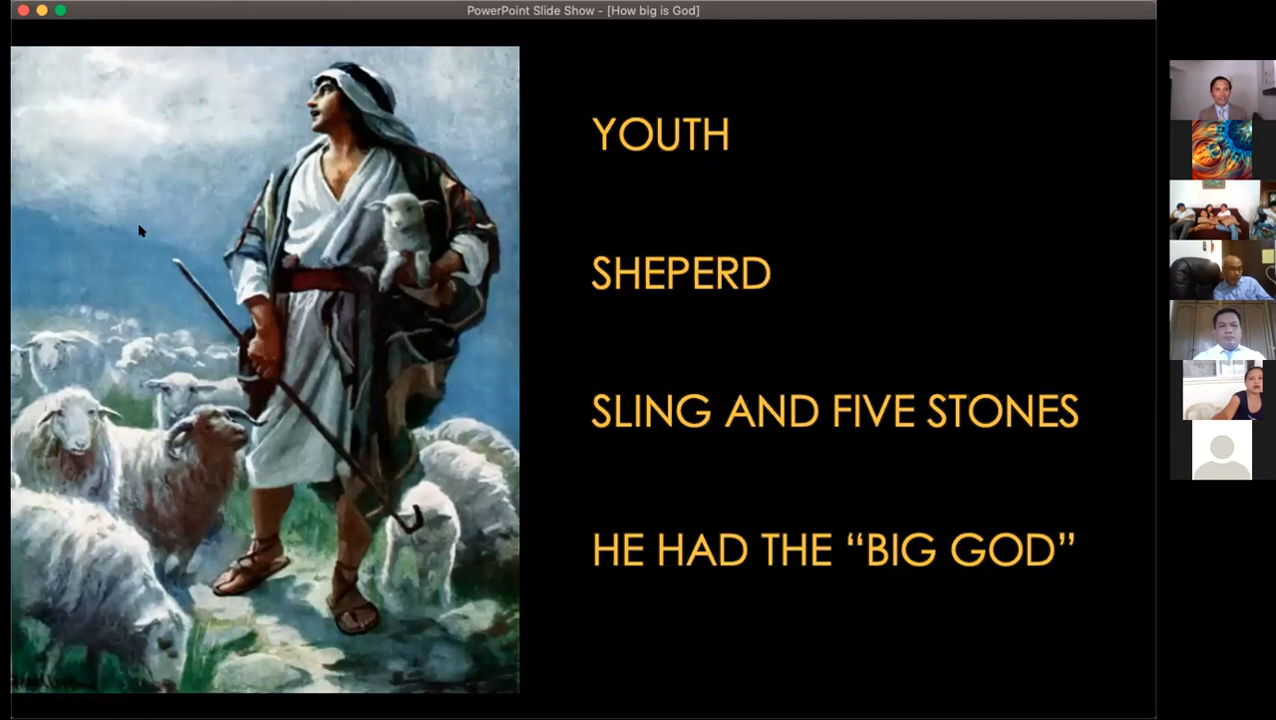 PowerPoint Slide Show - [How big is God]
YOUTH
SHEPERD
SLING AND FIVE STONES
HE HAD THE “BIG GOD”